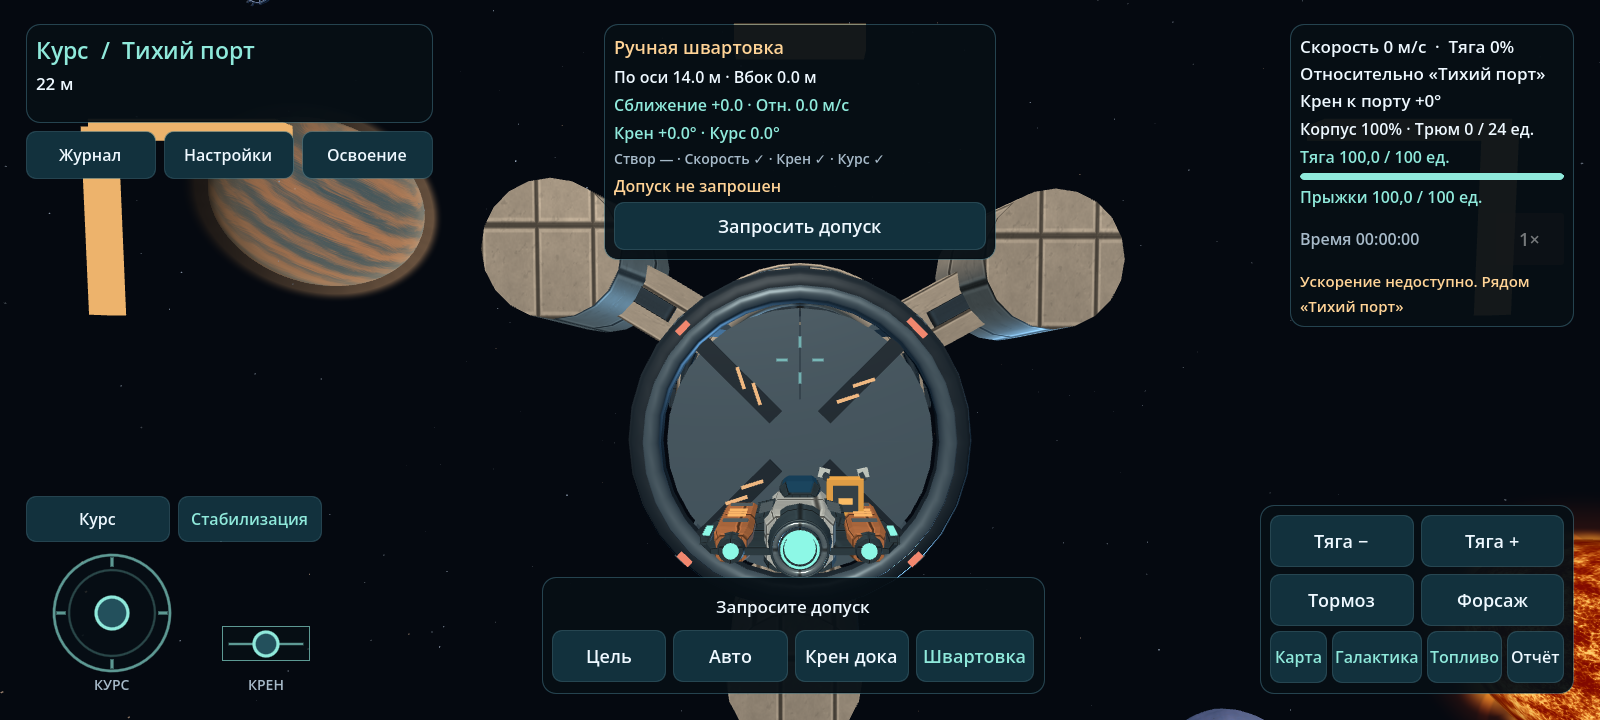 Курс / Тихий порт
22 м
Журнал
Настройки
Освоение
Ручная швартовка
По оси 14.0 м · Вбок 0.0 м
Сближение +0.0 · Отн. 0.0 м/с
Крен +0.0° · Курс 0.0°
Створ — · Скорость ✓ · Крен ✓ · Курс ✓
Допуск не запрошен
Запросить допуск
Скорость 0 м/с · Тяга 0%
Относительно «Тихий порт»
Крен к порту +0°
Корпус 100% · Трюм 0 / 24 ед.
Тяга 100,0 / 100 ед.
Прыжки 100,0 / 100 ед.
Время 00:00:00 1×
Ускорение недоступно. Рядом
«Тихий порт»
Курс
Стабилизация
КУРС
КРЕН
Запросите допуск
Цель
Авто
Крен дока
Швартовка
Тяга −
Тяга +
Тормоз
Форсаж
Карта
Галактика
Топливо
Отчёт